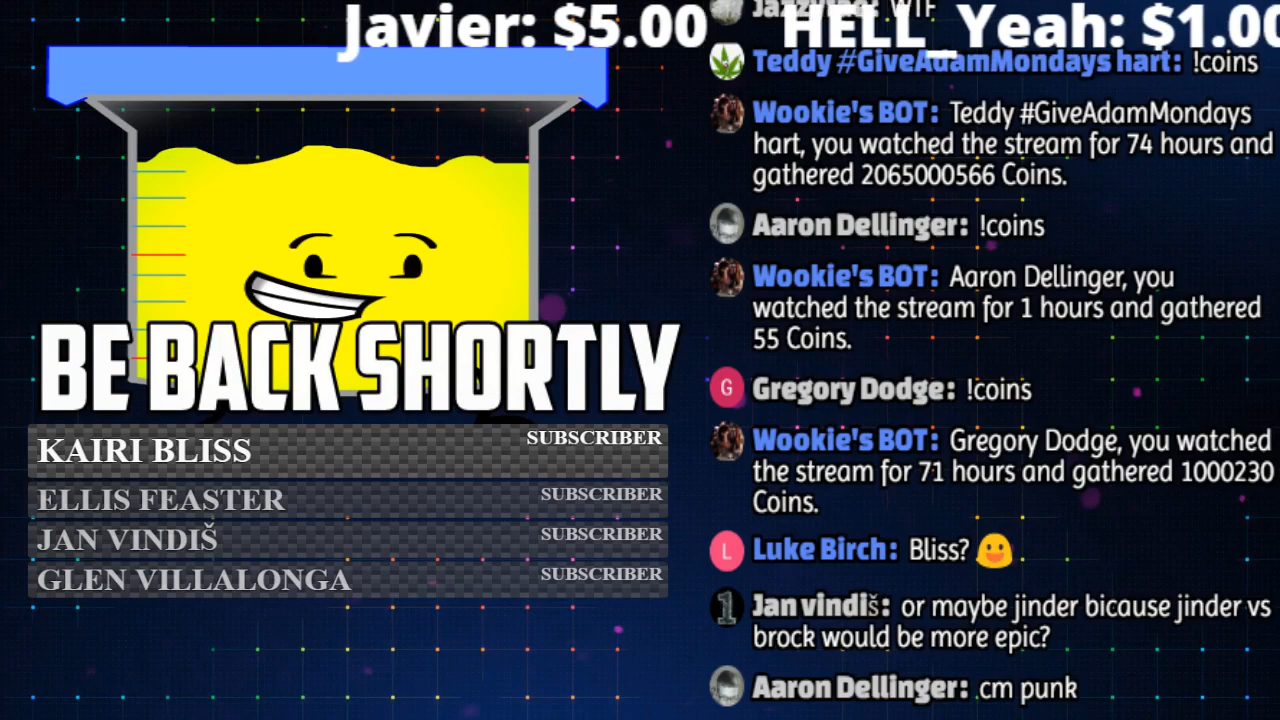 Javier: $5.00 HELL_Yeah: $1.00
BE BACK SHORTLY
KAIRI BLISS SUBSCRIBER
ELLIS FEASTER SUBSCRIBER
JAN VINDIŠ SUBSCRIBER
GLEN VILLALONGA SUBSCRIBER
WTF
Teddy #GiveAdamMondays hart: !coins
Wookie's BOT: Teddy #GiveAdamMondays
hart, you watched the stream for 74 hours and
gathered 2065000566 Coins.
Aaron Dellinger: !coins
Wookie's BOT: Aaron Dellinger, you
watched the stream for 1 hours and gathered
55 Coins.
G Gregory Dodge: !coins
Wookie's BOT: Gregory Dodge, you watched
the stream for 71 hours and gathered 1000230
Coins.
L Luke Birch: Bliss? 😃
1 Jan vindiš: or maybe jinder bicause jinder vs
brock would be more epic?
Aaron Dellinger: cm punk